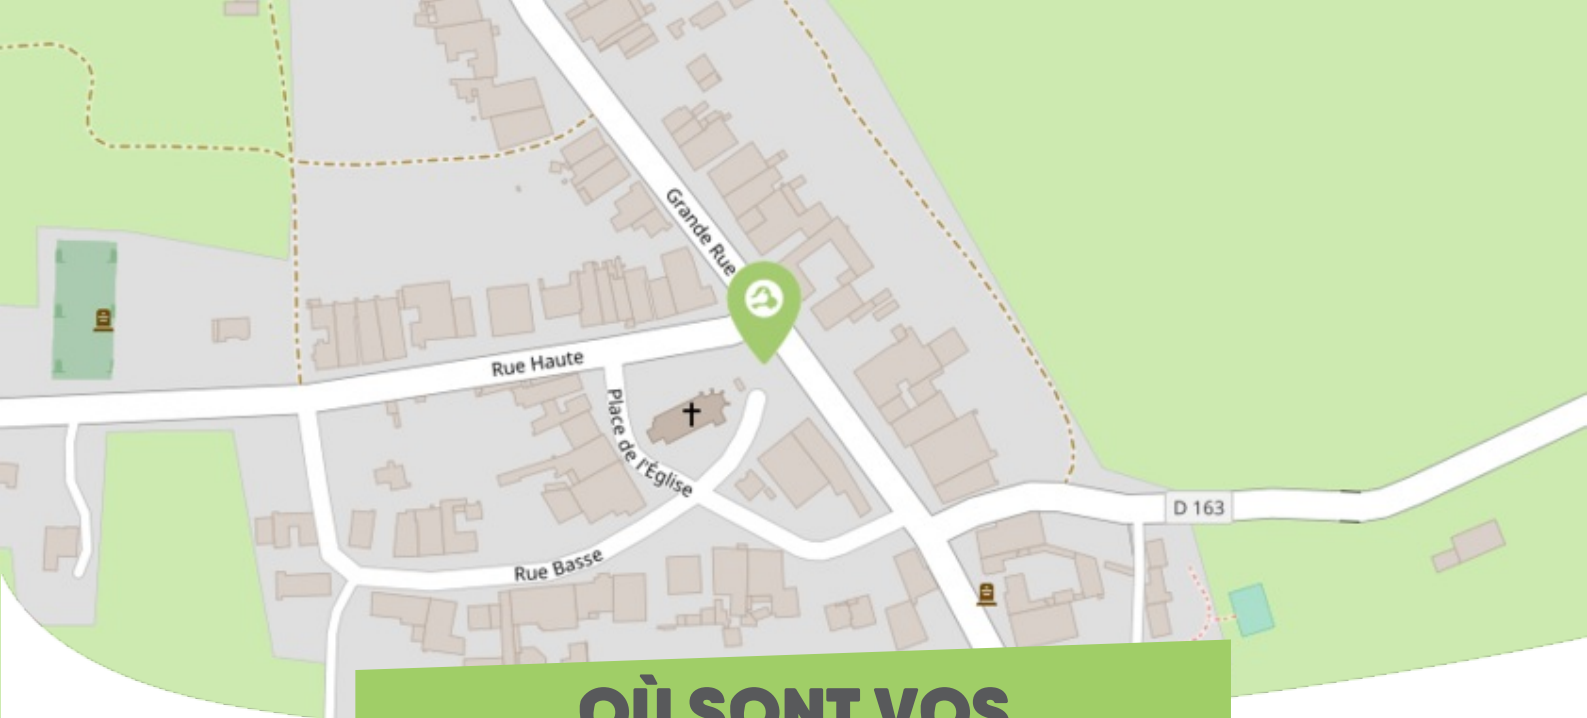 Grande Rue
Rue Haute
Place de l'Église
D 163
Rue Basse
OÙ SONT VOS